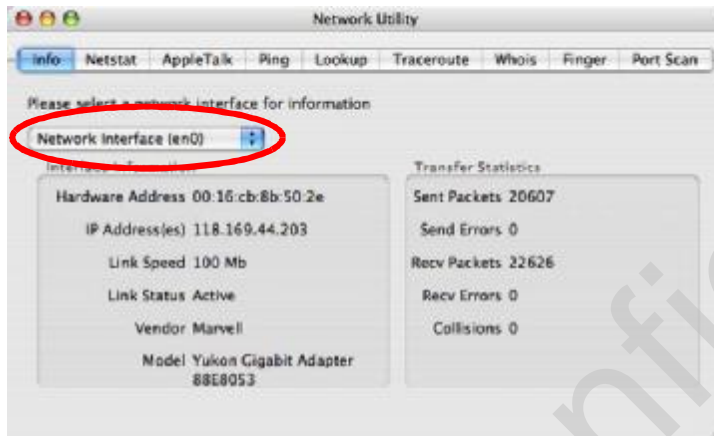 Network Utility
Info Netstat AppleTalk Ping Lookup Traceroute Whois Finger Port Scan
Please select a network interface for information
Network Interface (en0)
Interface Information
Transfer Statistics
Hardware Address 00:16:cb:8b:50:2e
IP Address(es) 118.169.44.203
Link Speed 100 Mb
Link Status Active
Vendor Marvell
Model Yukon Gigabit Adapter
88E8053
Sent Packets 20607
Send Errors 0
Recv Packets 22626
Recv Errors 0
Collisions 0